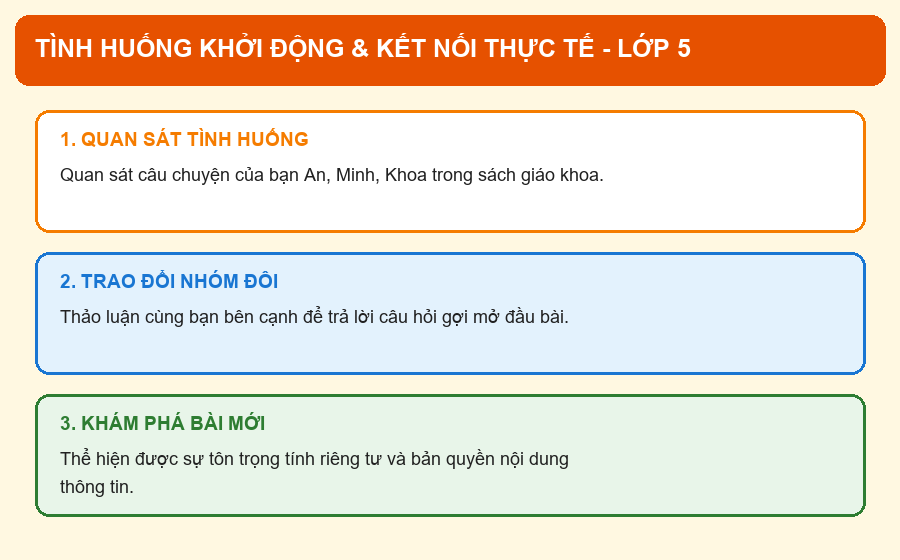 TÌNH HUỐNG KHỞI ĐỘNG & KẾT NỐI THỰC TẾ - LỚP 5
1. QUAN SÁT TÌNH HUỐNG
Quan sát câu chuyện của bạn An, Minh, Khoa trong sách giáo khoa.
2. TRAO ĐỔI NHÓM ĐÔI
Thảo luận cùng bạn bên cạnh để trả lời câu hỏi gợi mở đầu bài.
3. KHÁM PHÁ BÀI MỚI
Thể hiện được sự tôn trọng tính riêng tư và bản quyền nội dung
thông tin.